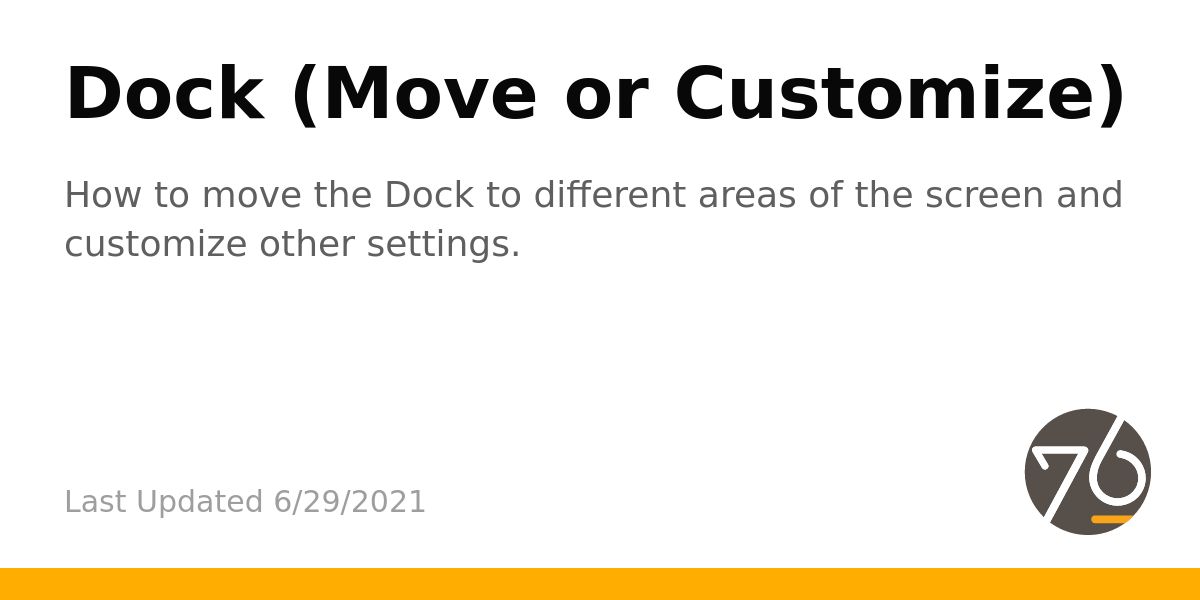 Dock (Move or Customize)
How to move the Dock to different areas of the screen and
customize other settings.
Last Updated 6/29/2021
76